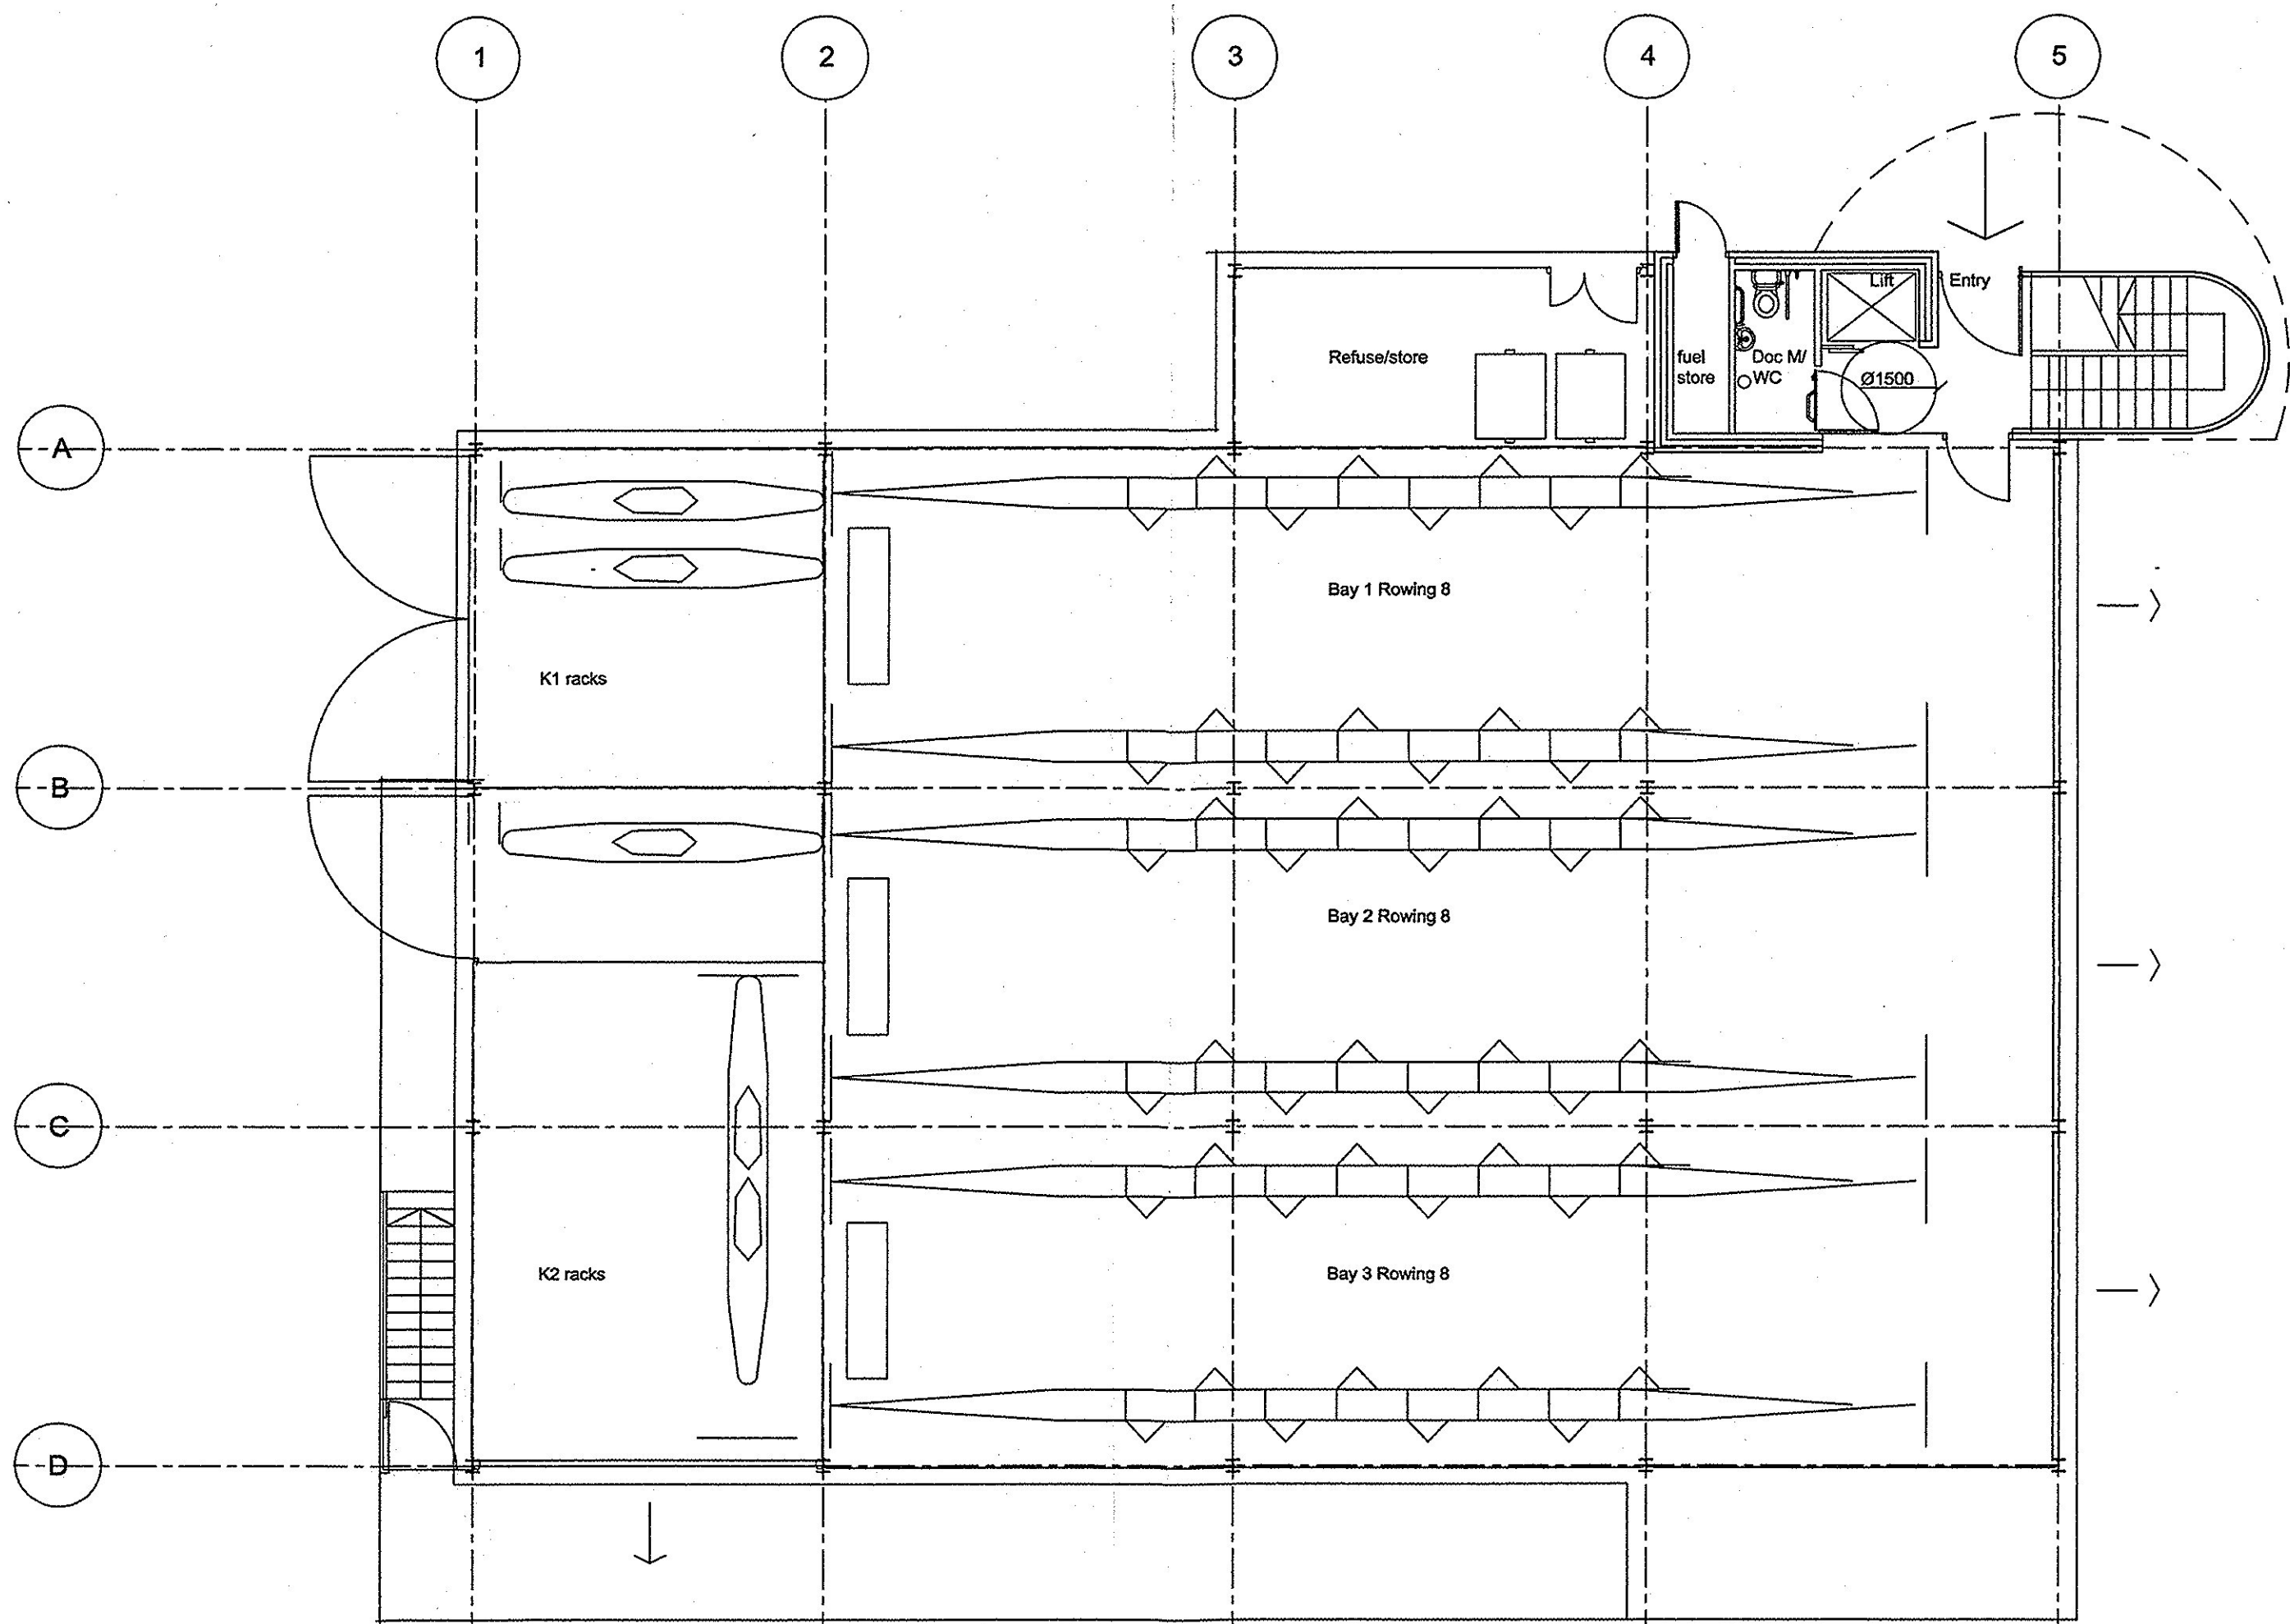 1
2
3
4
5
Lift
Entry
Refuse/store
fuel
store
Doc M/
WC
Ø1500
A
Bay 1 Rowing 8
K1 racks
B
Bay 2 Rowing 8
C
K2 racks
Bay 3 Rowing 8
D